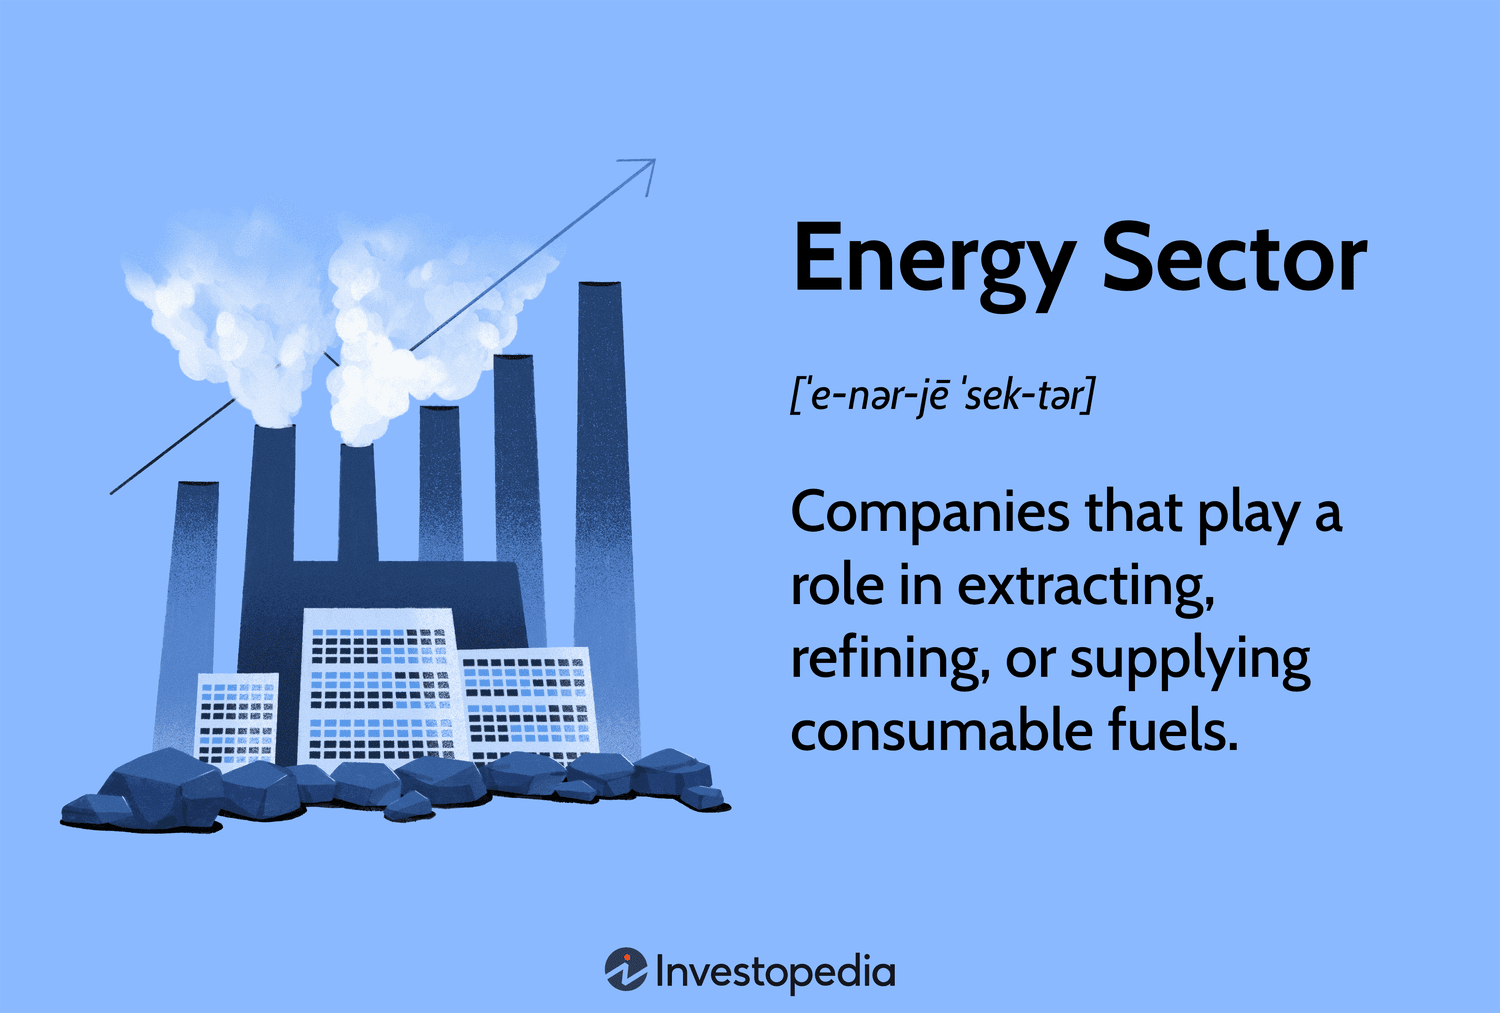 Energy Sector
[ˈe-nər-jē ˈsek-tər]
Companies that play a
role in extracting,
refining, or supplying
consumable fuels.
Investopedia